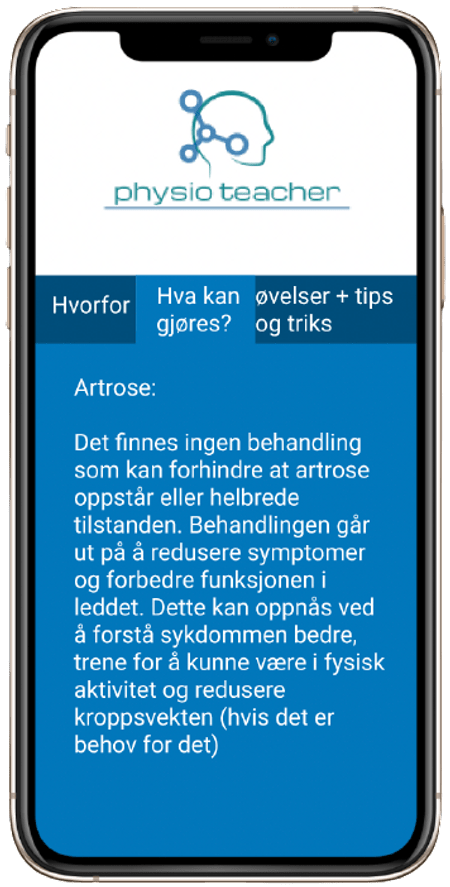 physio teacher
Hvorfor
Hva kan
gjøres?
øvelser + tips
og triks
Artrose:
Det finnes ingen behandling
som kan forhindre at artrose
oppstår eller helbrede
tilstanden. Behandlingen går
ut på å redusere symptomer
og forbedre funksjonen i
leddet. Dette kan oppnås ved
å forstå sykdommen bedre,
trene for å kunne være i fysisk
aktivitet og redusere
kroppsvekten (hvis det er
behov for det)